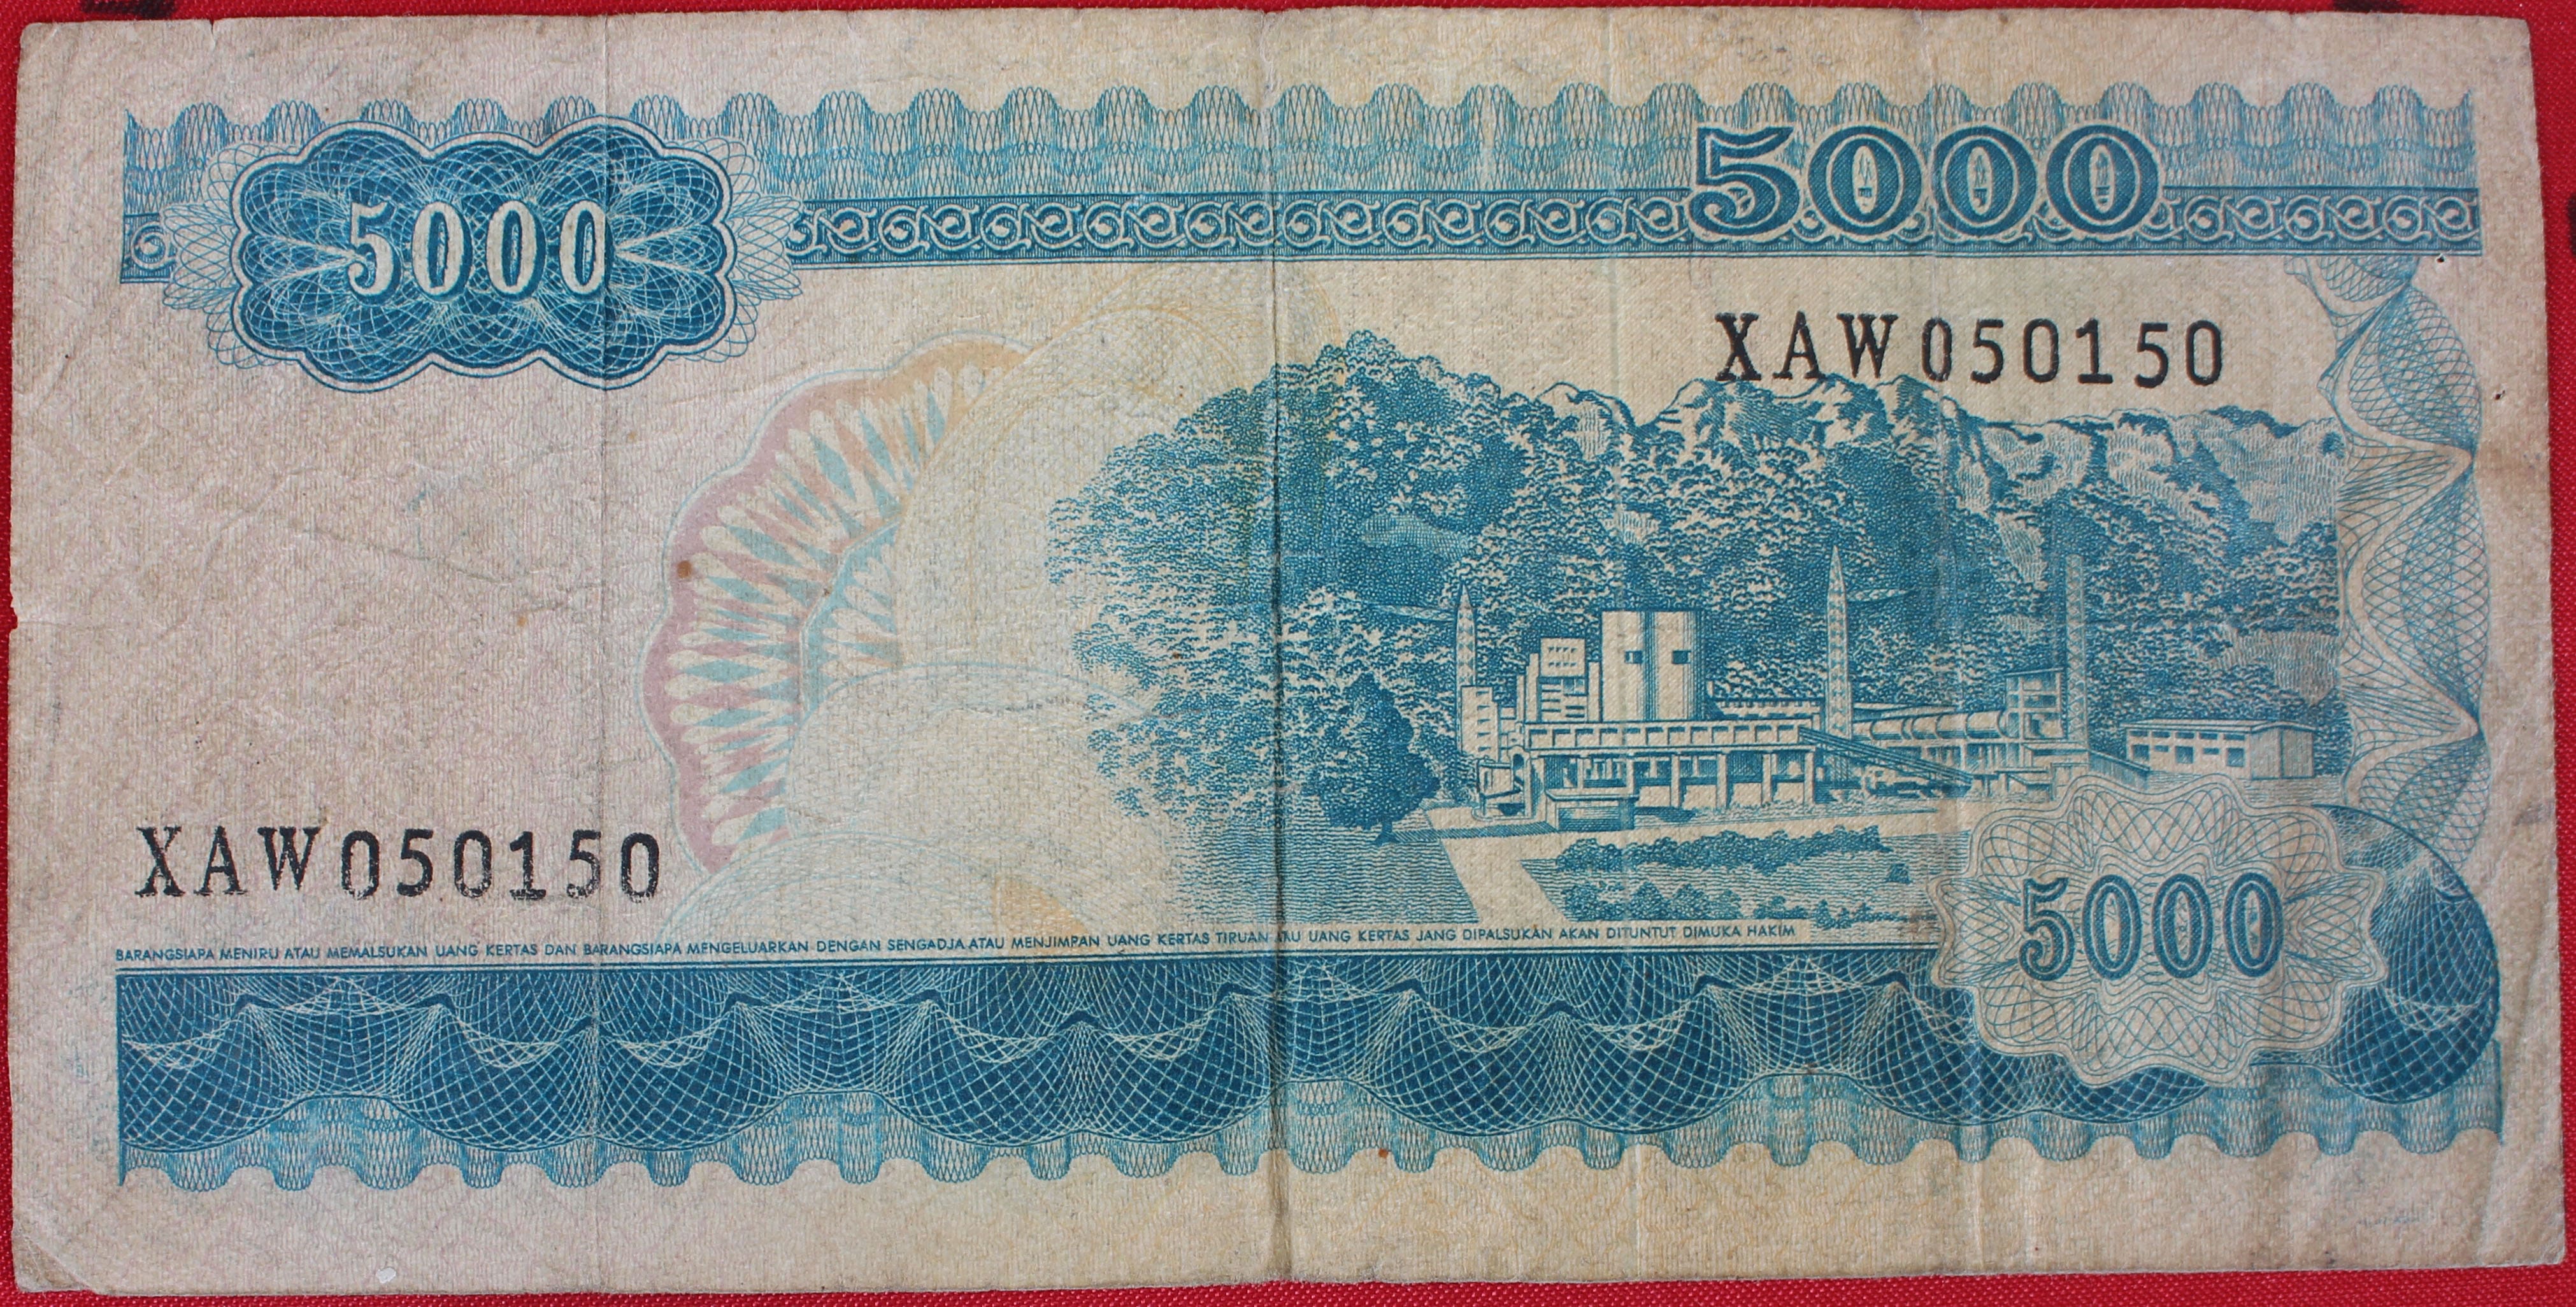 5000
5000
XAW050150
XAW050150
BARANGSIAPA MENIRU ATAU MEMALSUKAN UANG KERTAS DAN BARANGSIAPA MENGELUARKAN DENGAN SENGADJA ATAU MENJIMPAN UANG KERTAS TIRUAN ATAU UANG KERTAS JANG DIPALSUKAN AKAN DITUNTUT DIMUKA HAKIM
5000